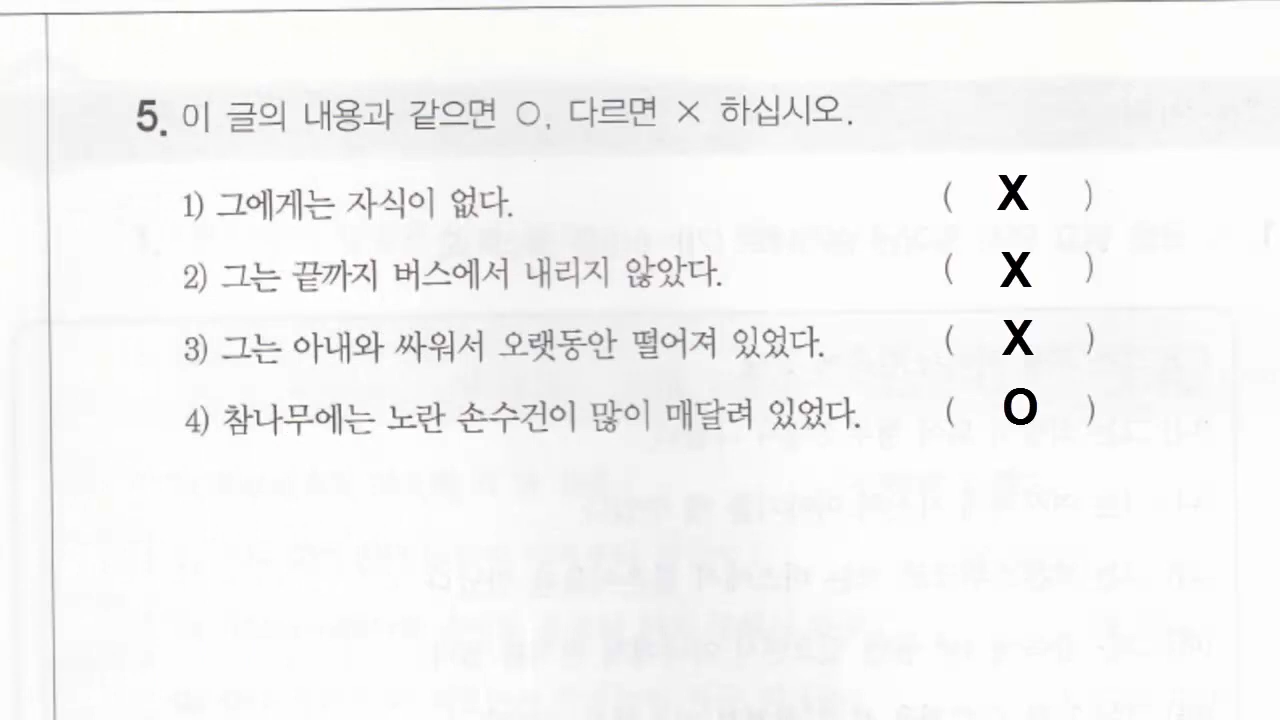 5. 이 글의 내용과 같으면 ○, 다르면 × 하십시오.
1) 그에게는 자식이 없다. ( X )
2) 그는 끝까지 버스에서 내리지 않았다. ( X )
3) 그는 아내와 싸워서 오랫동안 떨어져 있었다. ( X )
4) 참나무에는 노란 손수건이 많이 매달려 있었다. ( O )